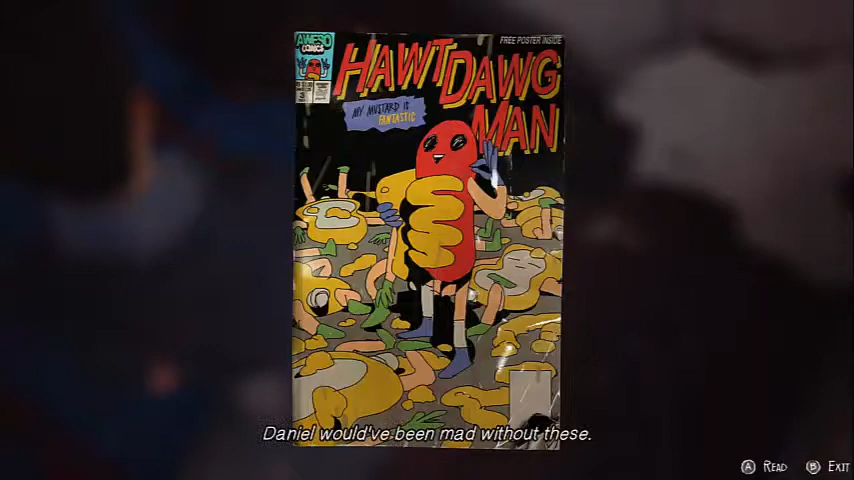 AWESO
COMICS
FREE POSTER INSIDE
HAWT DAWG
MAN
3
MY MUSTARD IS
FANTASTIC
Daniel would've been mad without these.
A READ B EXIT